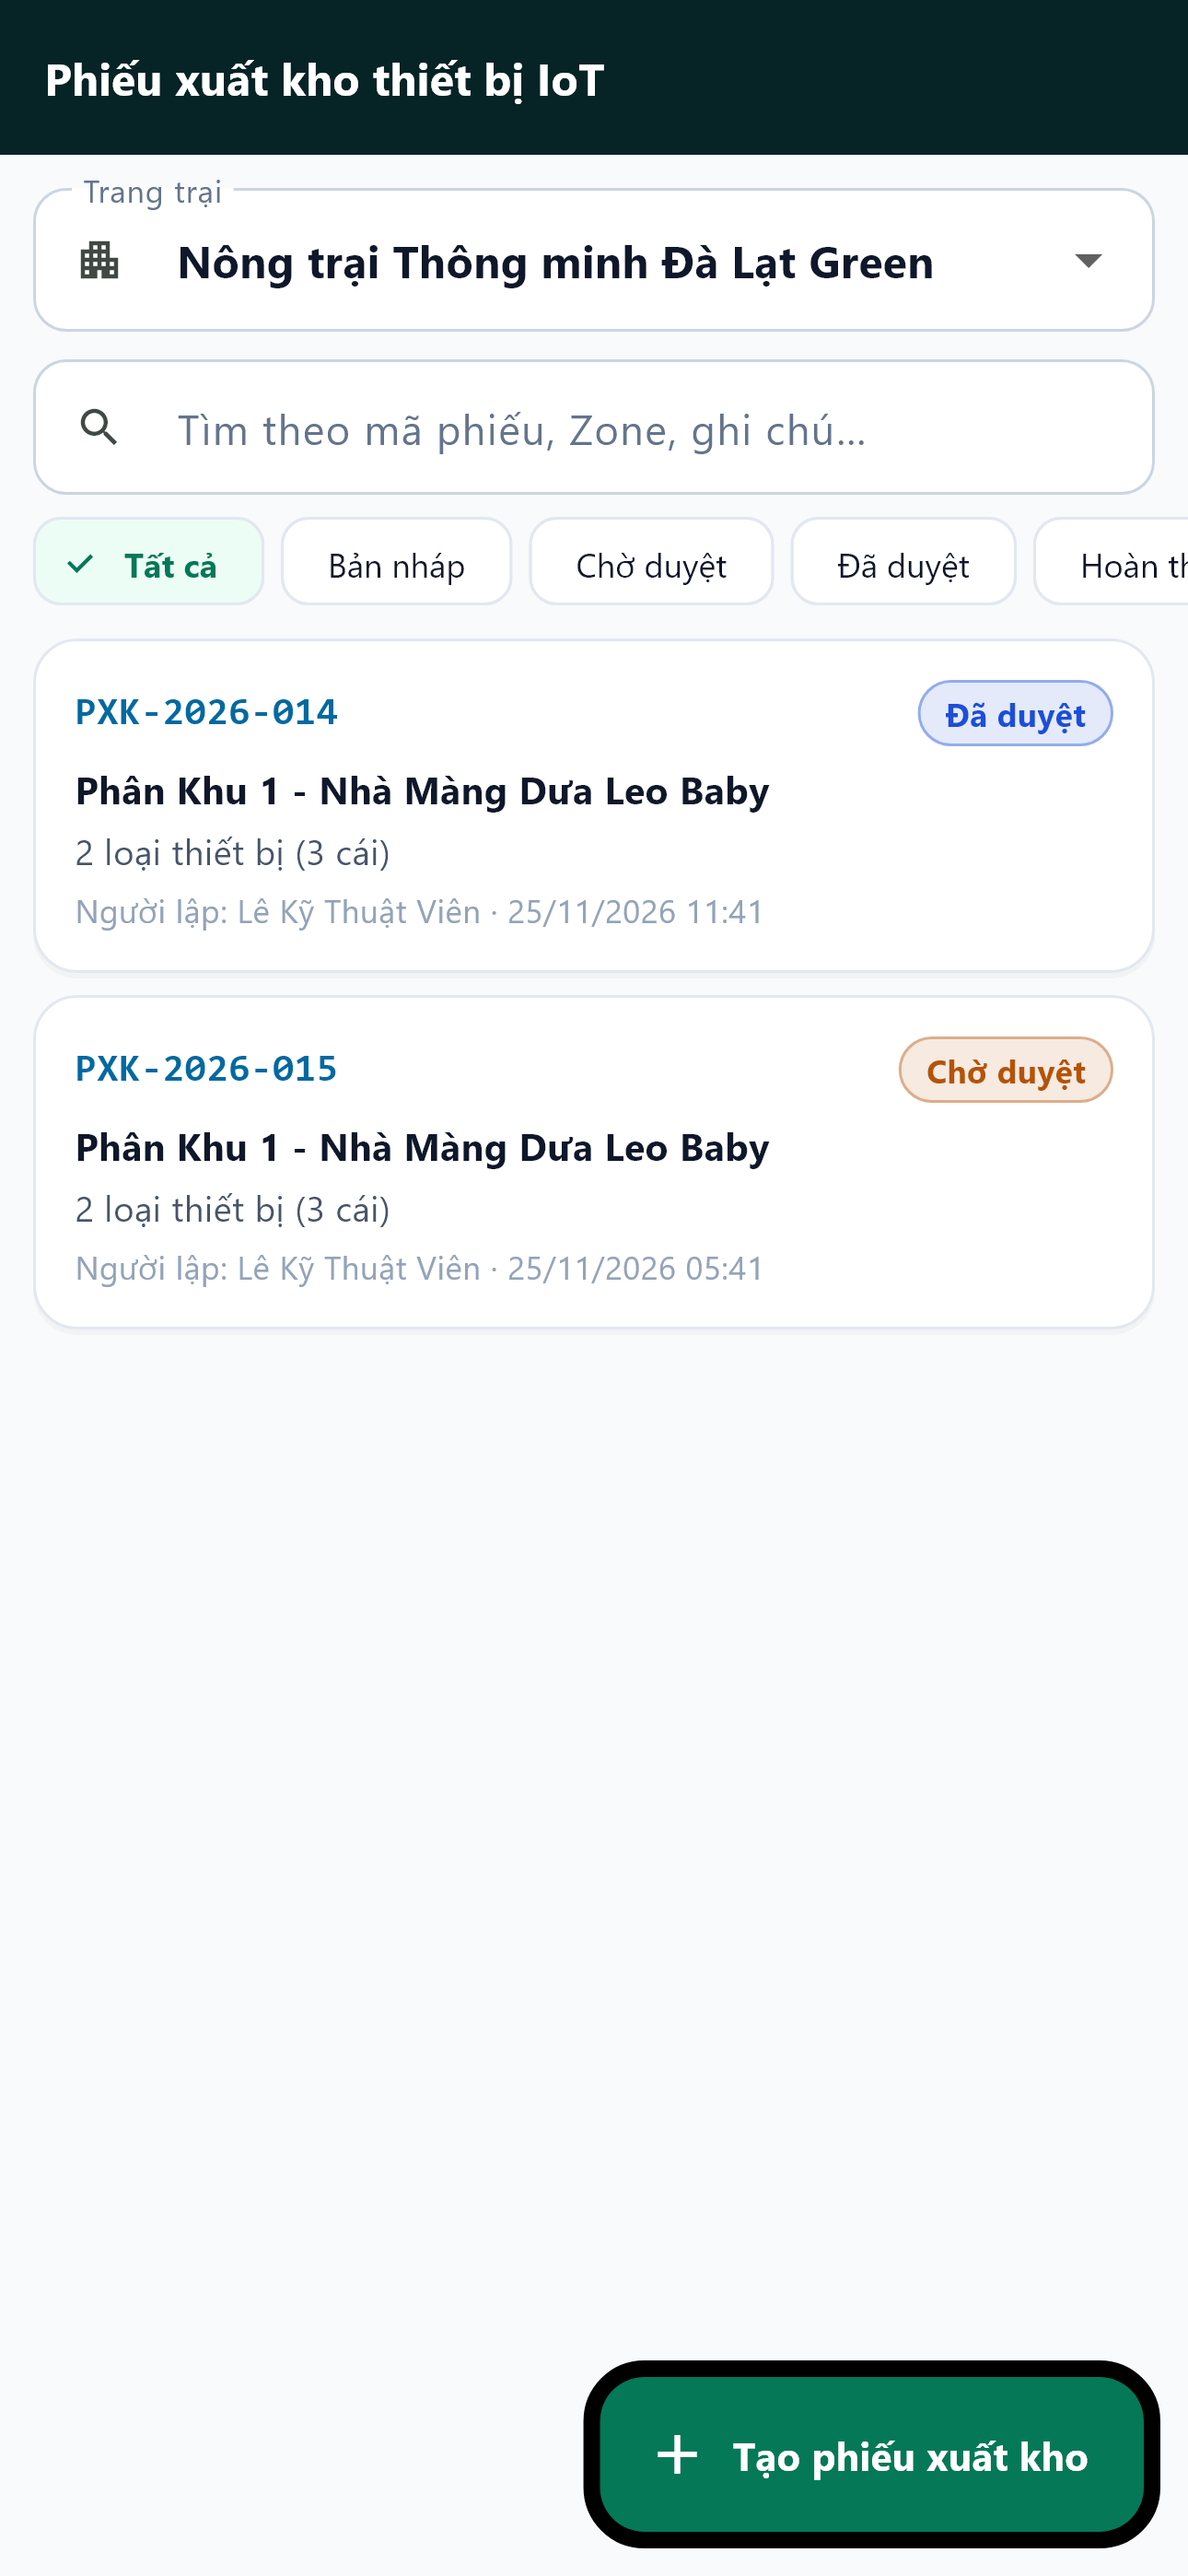 Phiếu xuất kho thiết bị IoT
Trang trại
Nông trại Thông minh Đà Lạt Green
Tìm theo mã phiếu, Zone, ghi chú...
Tất cả
Bản nháp
Chờ duyệt
Đã duyệt
Hoàn th
PXK-2026-014
Đã duyệt
Phân Khu 1 - Nhà Màng Dưa Leo Baby
2 loại thiết bị (3 cái)
Người lập: Lê Kỹ Thuật Viên · 25/11/2026 11:41
PXK-2026-015
Chờ duyệt
Phân Khu 1 - Nhà Màng Dưa Leo Baby
2 loại thiết bị (3 cái)
Người lập: Lê Kỹ Thuật Viên · 25/11/2026 05:41
Tạo phiếu xuất kho